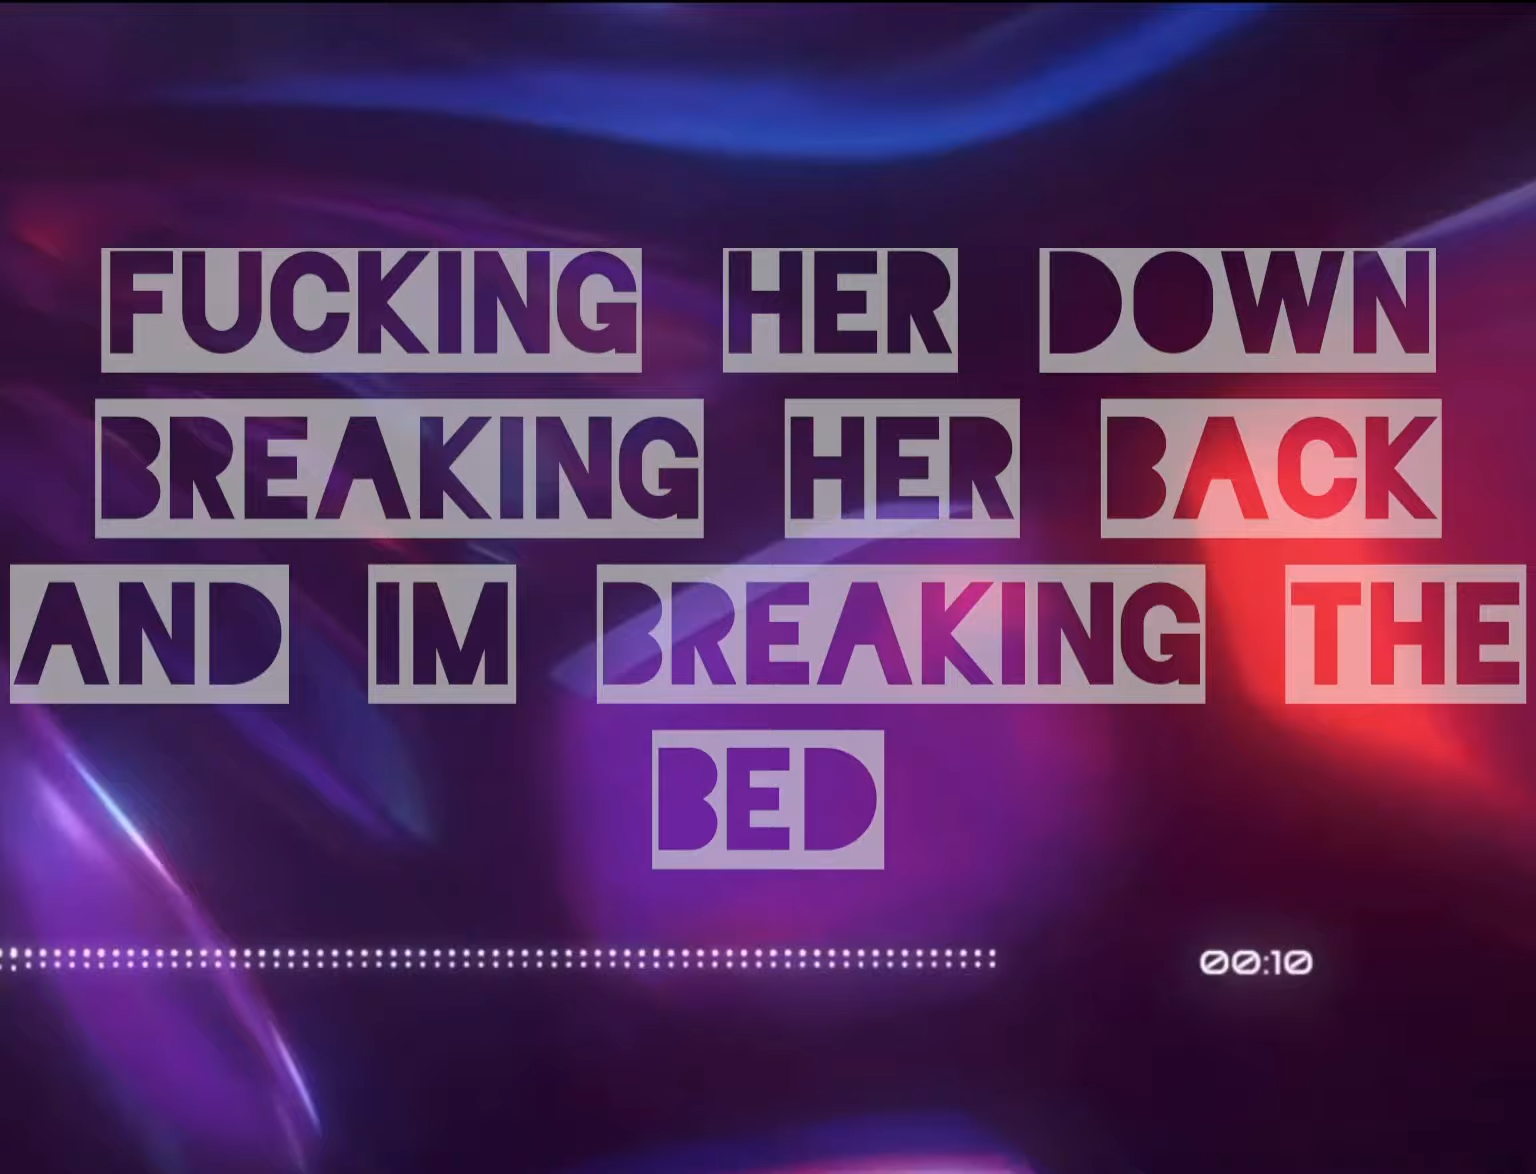 FUCKING HER DOWN
BREAKING HER BACK
AND IM BREAKING THE
BED
00:10